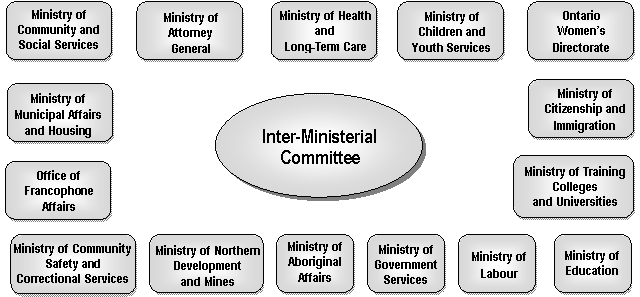 Ministry of
Community and
Social Services
Ministry of
Attorney
General
Ministry of Health
and
Long-Term Care
Ministry of
Children and
Youth Services
Ontario
Women's
Directorate
Ministry of
Municipal Affairs
and Housing
Inter-Ministerial
Committee
Ministry of
Citizenship and
Immigration
Office of
Francophone
Affairs
Ministry of Training
Colleges
and Universities
Ministry of Community
Safety and
Correctional Services
Ministry of Northern
Development
and Mines
Ministry of
Aboriginal
Affairs
Ministry of
Government
Services
Ministry of
Labour
Ministry of
Education